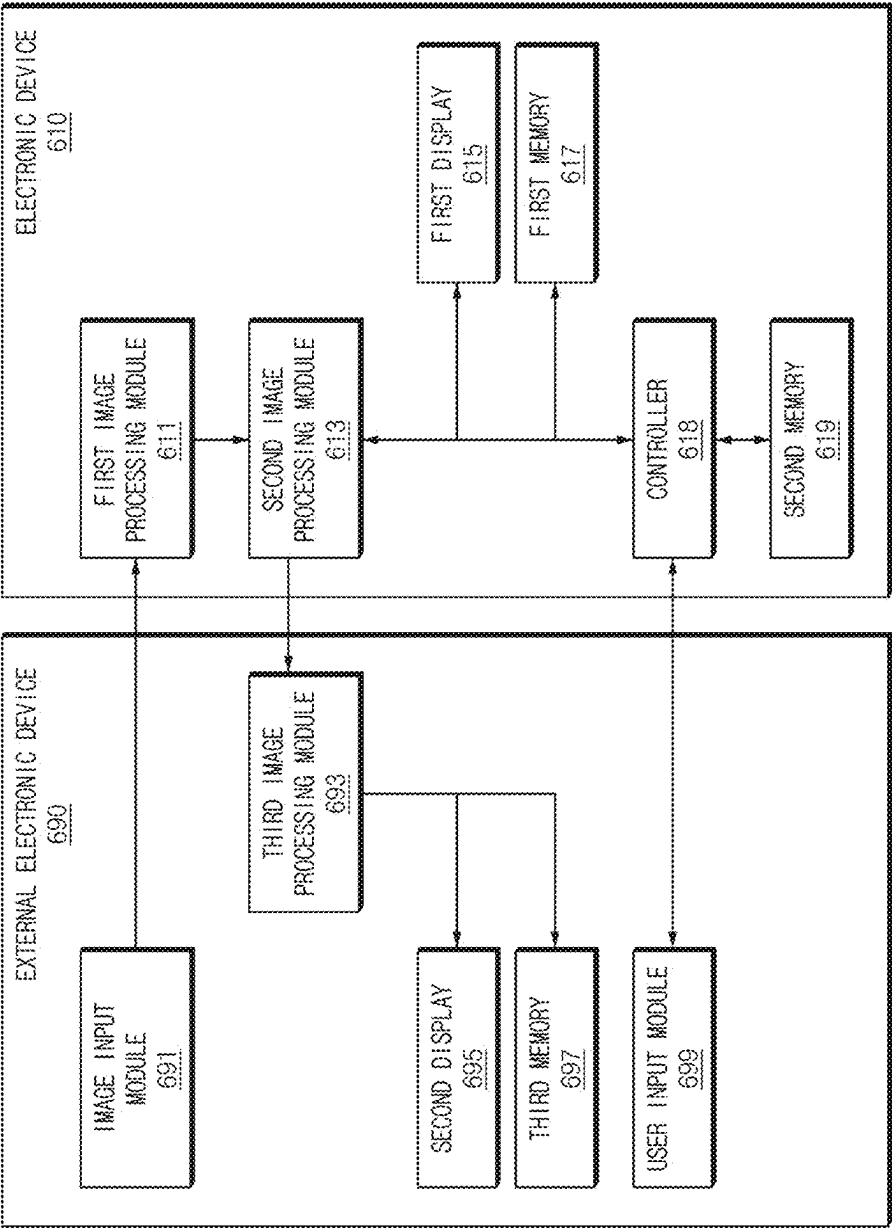 EXTERNAL ELECTRONIC DEVICE
690
IMAGE INPUT
MODULE
691
THIRD IMAGE
PROCESSING MODULE
693
SECOND DISPLAY
695
THIRD MEMORY
697
USER INPUT MODULE
699
ELECTRONIC DEVICE
610
FIRST IMAGE
PROCESSING MODULE
611
SECOND IMAGE
PROCESSING MODULE
613
FIRST DISPLAY
615
FIRST MEMORY
617
CONTROLLER
618
SECOND MEMORY
619